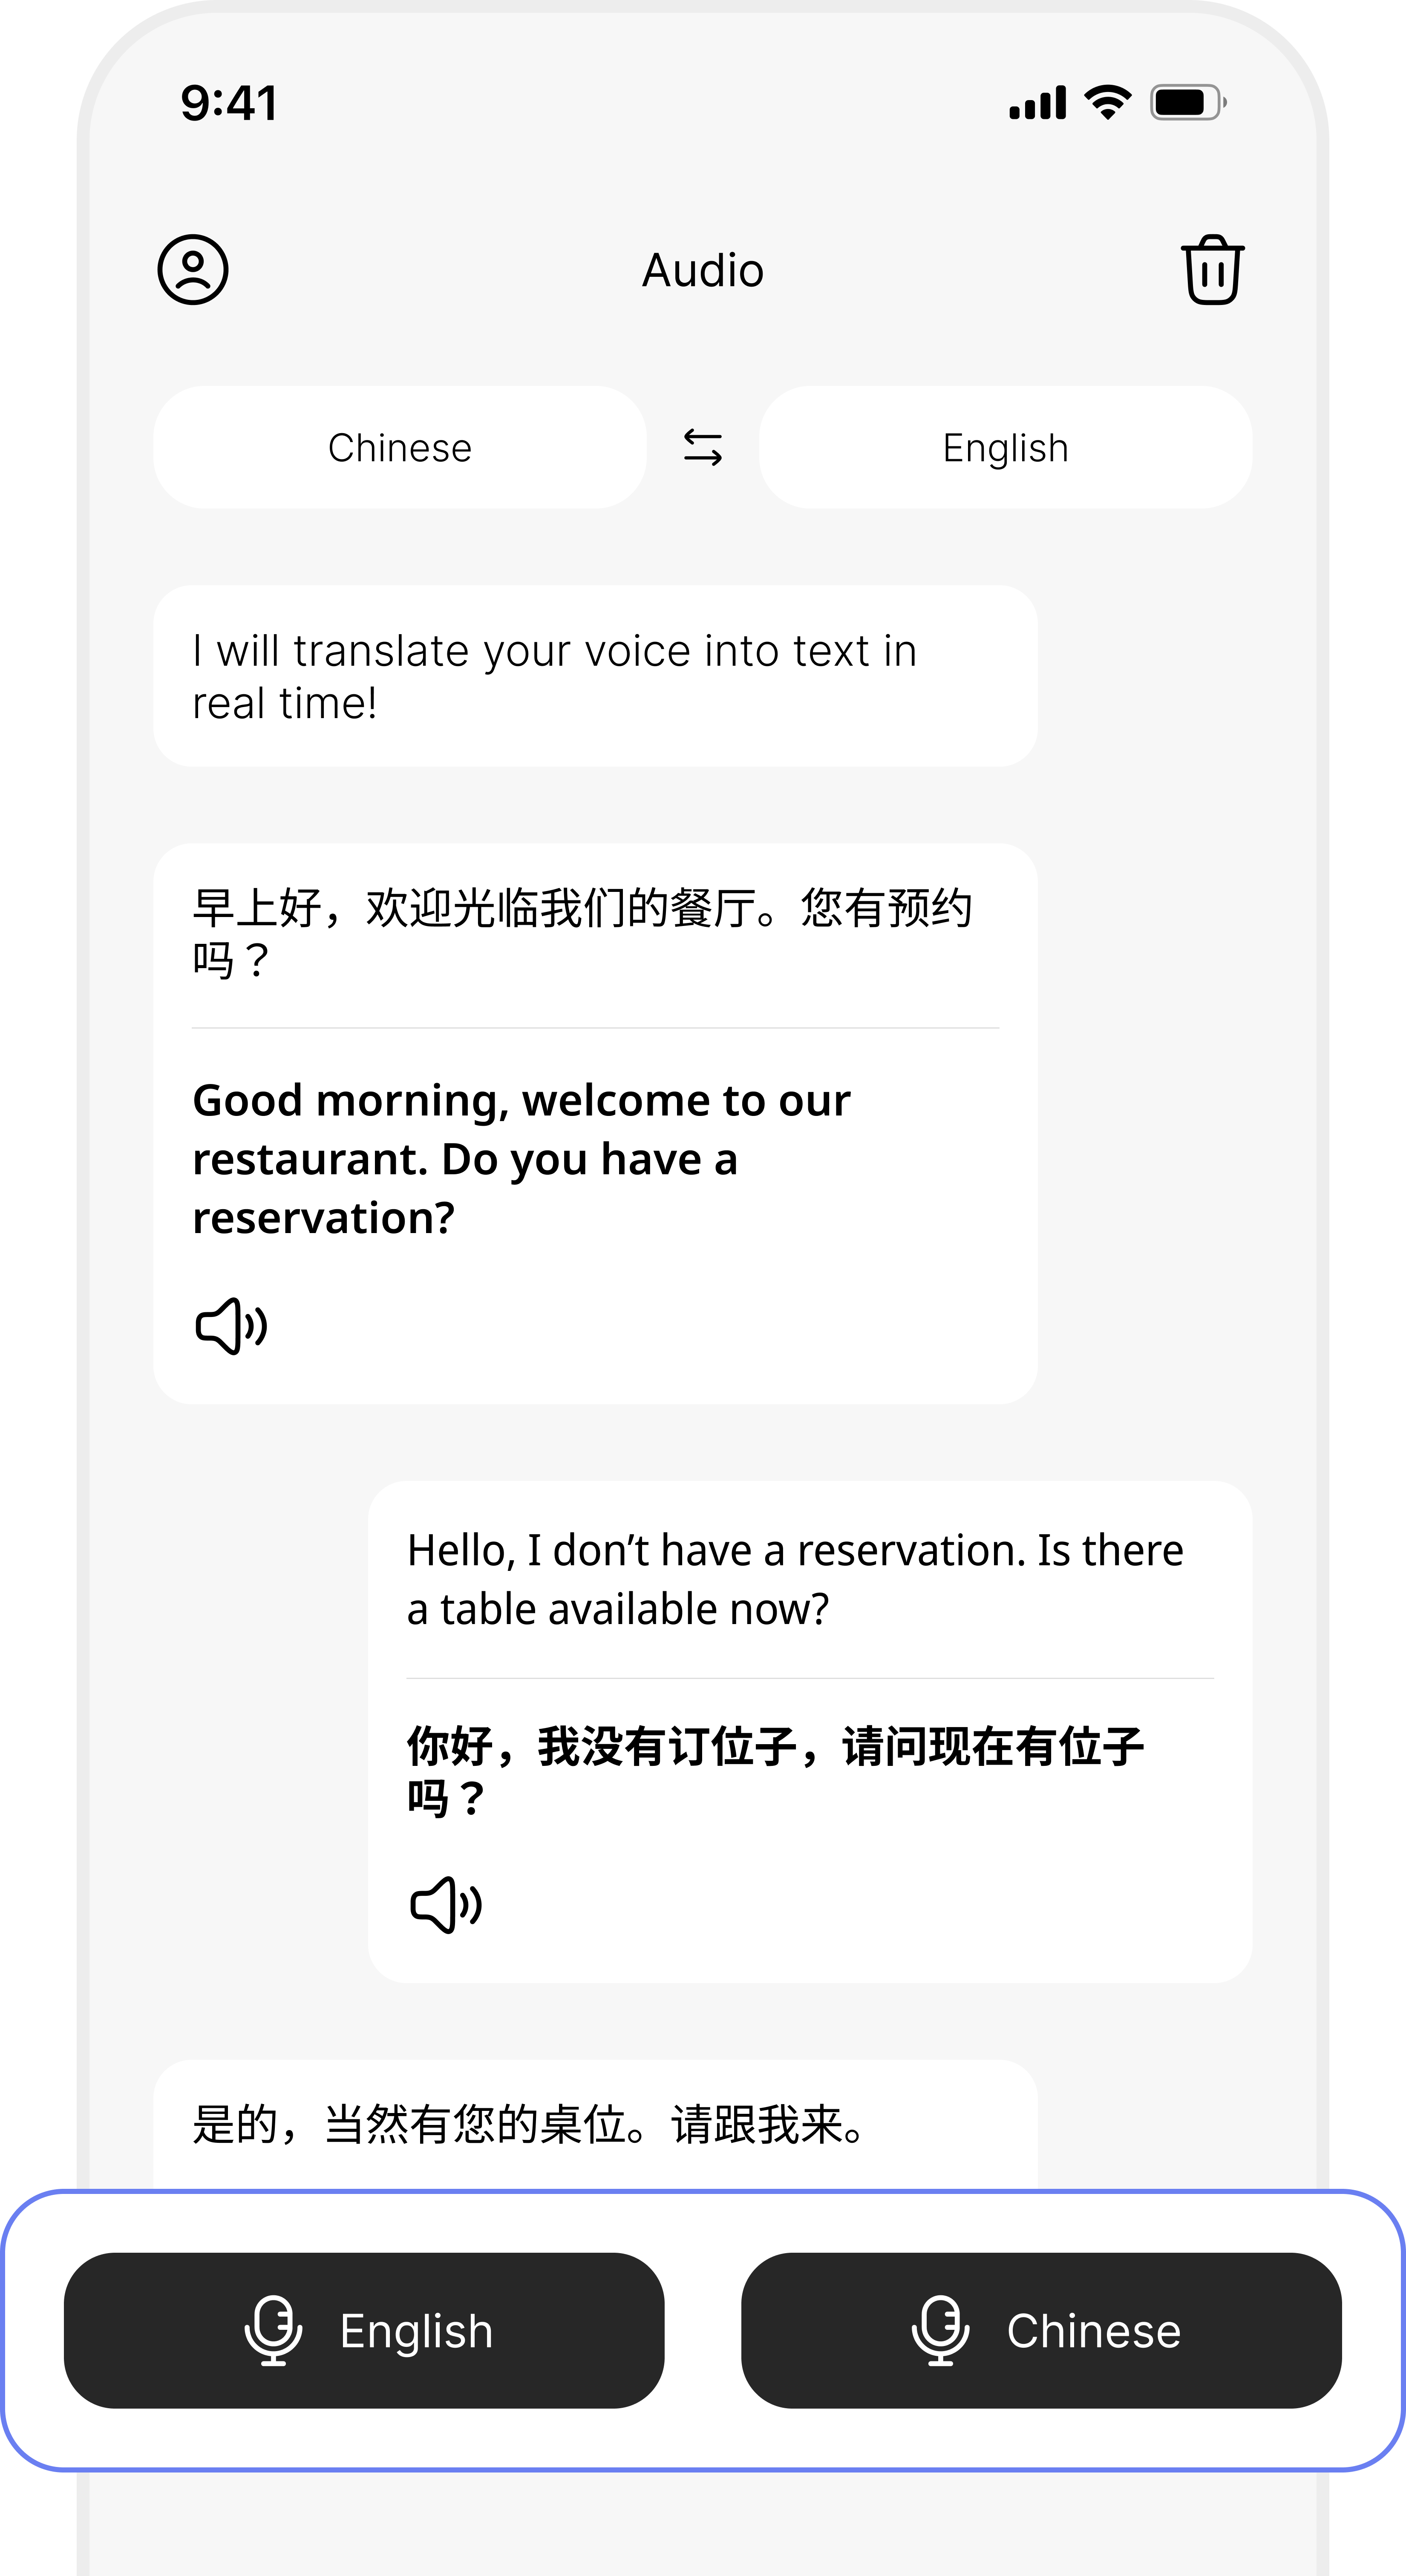 9:41
Audio
Chinese
English
I will translate your voice into text in
real time!
早上好，欢迎光临我们的餐厅。您有预约
吗？
Good morning, welcome to our
restaurant. Do you have a
reservation?
Hello, I don’t have a reservation. Is there
a table available now?
你好，我没有订位子，请问现在有位子
吗？
是的，当然有您的桌位。请跟我来。
English
Chinese